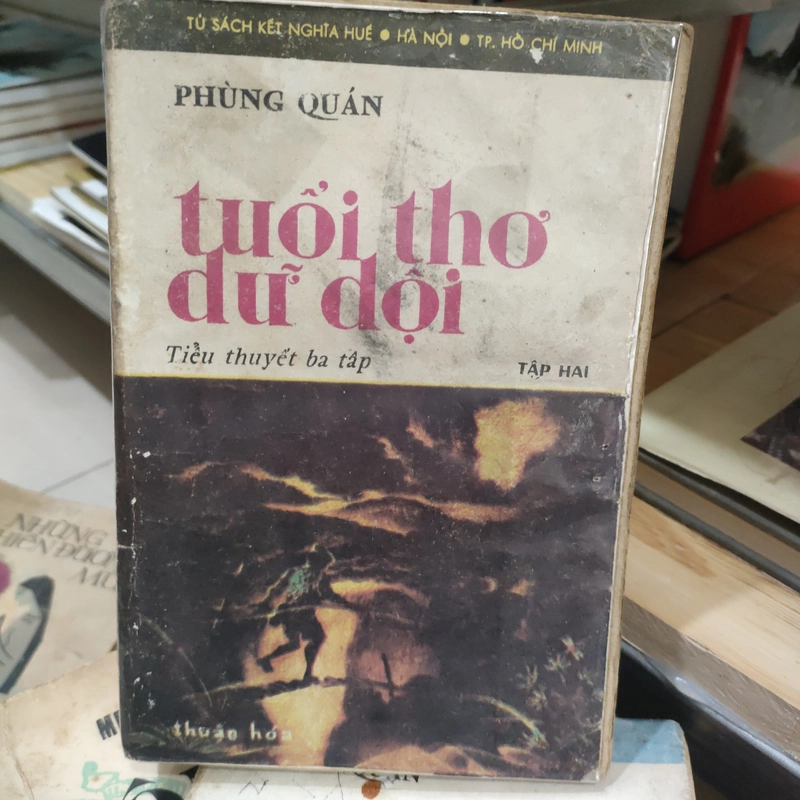 TỦ SÁCH KẾT NGHĨA HUẾ • HÀ NỘI • TP. HỒ CHÍ MINH
PHÙNG QUÁN
tuổi thơ
dữ dội
Tiểu thuyết ba tập
TẬP HAI
thuận hóa
NHỮNG